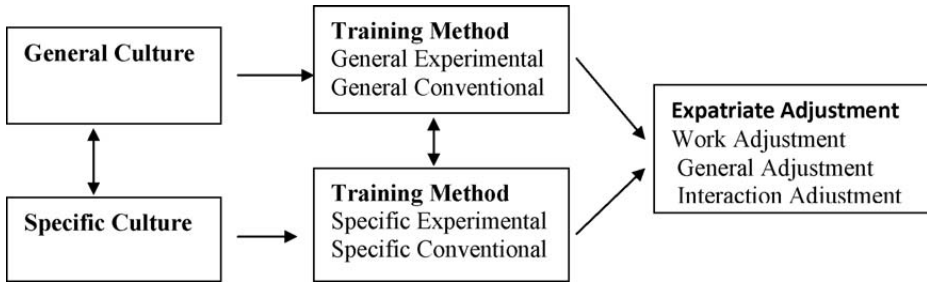 General Culture
Training Method
General Experimental
General Conventional
Expatriate Adjustment
Work Adjustment
General Adjustment
Interaction Adjustment
Specific Culture
Training Method
Specific Experimental
Specific Conventional